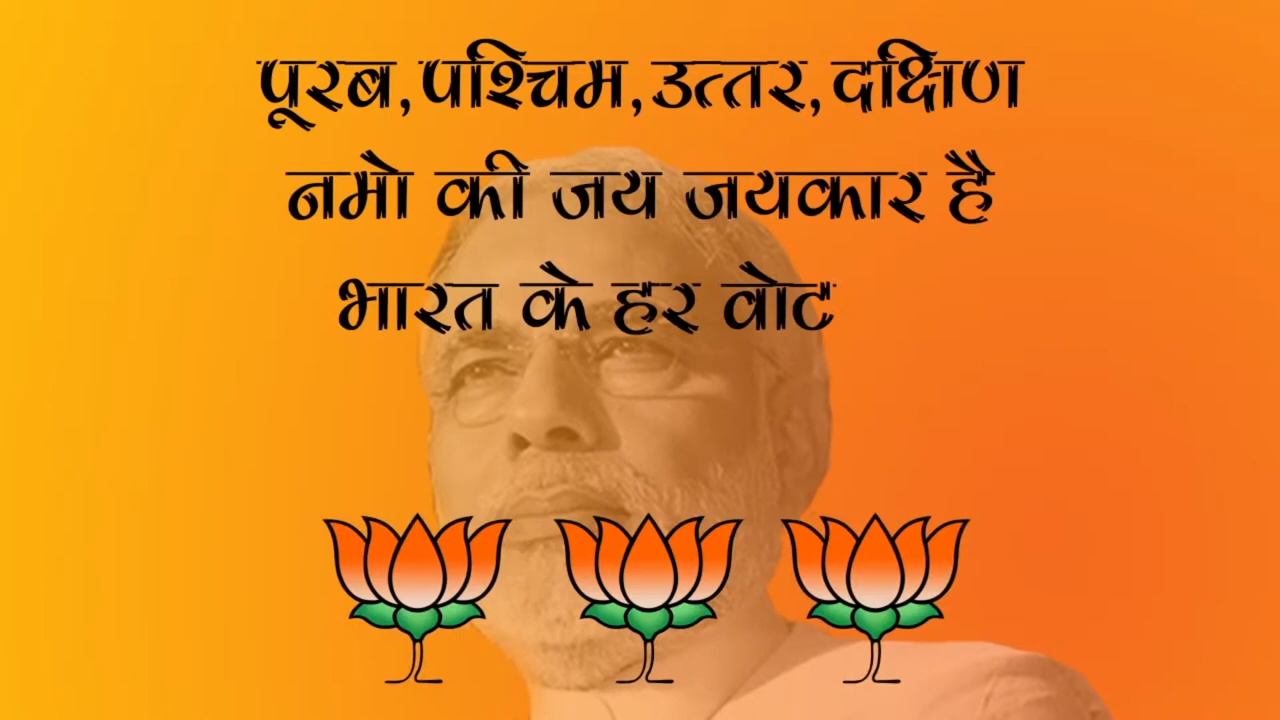 पूरब,पश्चिम,उत्तर,दक्षिण
नमो की जय जयकार है
भारत के हर वोट